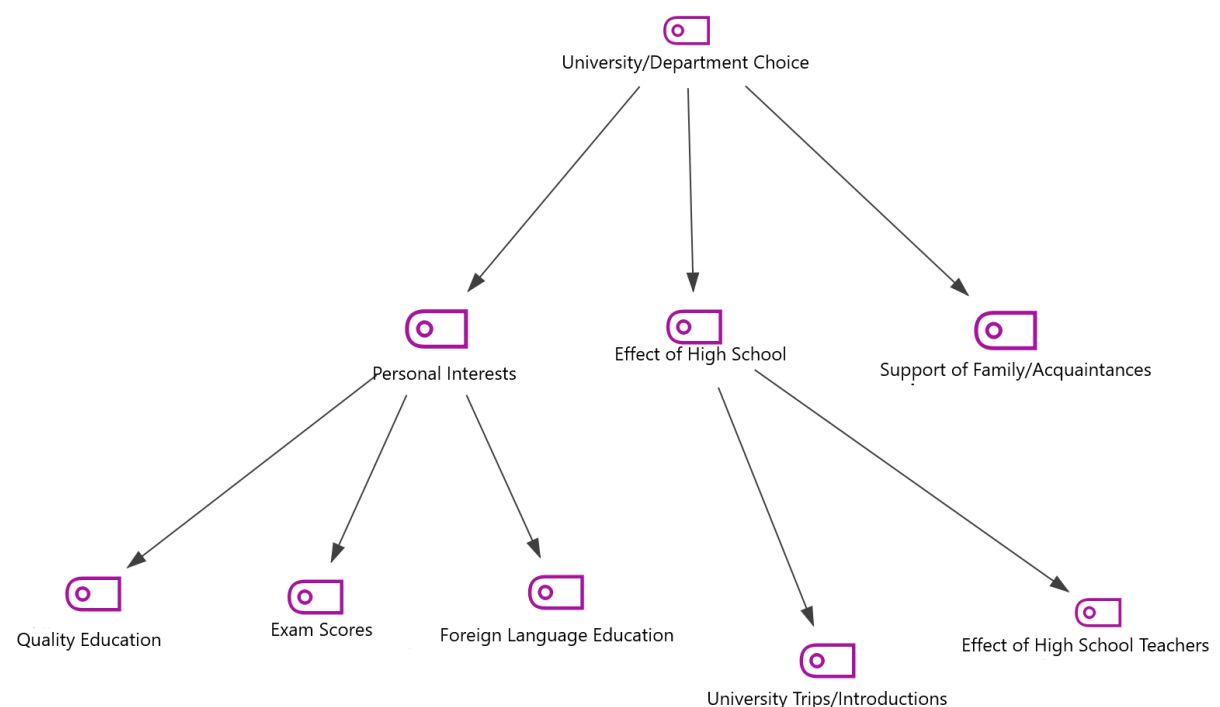 University/Department Choice
Personal Interests
Effect of High School
Support of Family/Acquaintances
Quality Education
Exam Scores
Foreign Language Education
University Trips/Introductions
Effect of High School Teachers